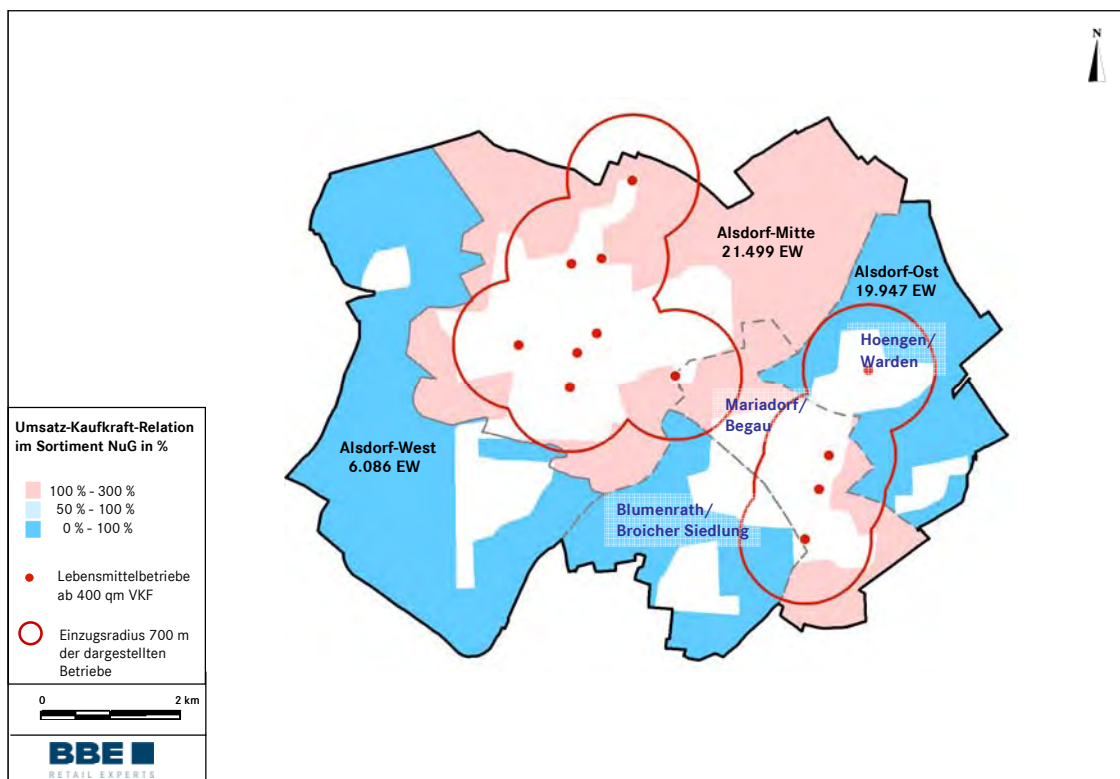 N
Alsdorf-Mitte
21.499 EW
Alsdorf-Ost
19.947 EW
Hoengen/
Warden
Mariadorf/
Begau
Alsdorf-West
6.086 EW
Blumenrath/
Broicher Siedlung
Umsatz-Kaufkraft-Relation
im Sortiment NuG in %
100 % - 300 %
50 % - 100 %
0 % - 100 %
Lebensmittelbetriebe
ab 400 qm VKF
Einzugsradius 700 m
der dargestellten
Betriebe
0 2 km
BBE
RETAIL EXPERTS